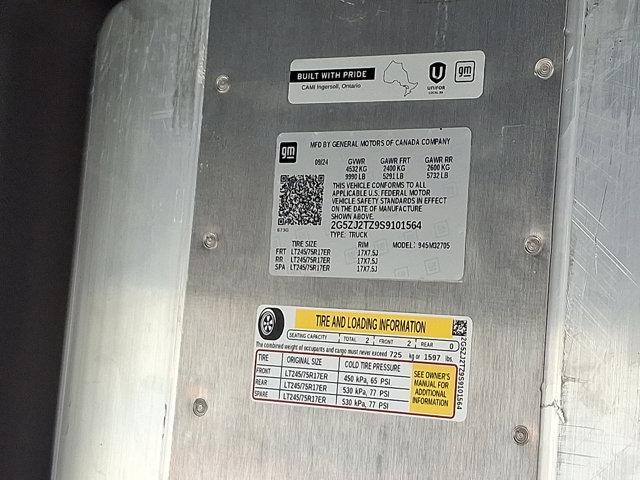 BUILT WITH PRIDE
CAMI Ingersoll, Ontario
UNIFOR
LOCAL 88
gm
gm
MFD BY GENERAL MOTORS OF CANADA COMPANY
09/24 GVWR GAWR FRT GAWR RR
4532 KG 2400 KG 2600 KG
9990 LB 5291 LB 5732 LB
THIS VEHICLE CONFORMS TO ALL
APPLICABLE U.S. FEDERAL MOTOR
VEHICLE SAFETY STANDARDS IN EFFECT
ON THE DATE OF MANUFACTURE
SHOWN ABOVE.
2G5ZJ2TZ9S9101564
TYPE: TRUCK
TIRE SIZE RIM MODEL: 945M32705
FRT LT245/75R17ER 17X7.5J
RR LT245/75R17ER 17X7.5J
SPA LT245/75R17ER 17X7.5J
TIRE AND LOADING INFORMATION
SEATING CAPACITY TOTAL 2 FRONT 2 REAR 0
The combined weight of occupants and cargo must never exceed 725 kg or 1597 lbs.
TIRE ORIGINAL SIZE COLD TIRE PRESSURE
FRONT LT245/75R17ER 450 kPa, 65 PSI
REAR LT245/75R17ER 530 kPa, 77 PSI
SPARE LT245/75R17ER 530 kPa, 77 PSI
SEE OWNER'S
MANUAL FOR
ADDITIONAL
INFORMATION
2G5ZJ2TZ9S9101564